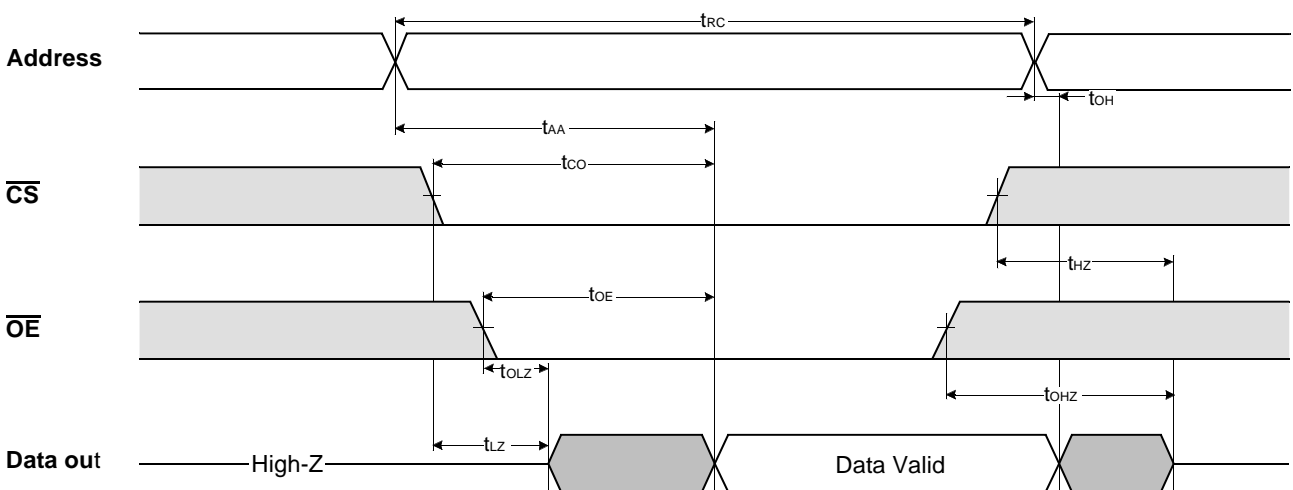 tRC
Address
tOH
tAA
tCO
CS
tHZ
tOE
OE
tOLZ
tOHZ
tLZ
Data out
High-Z
Data Valid